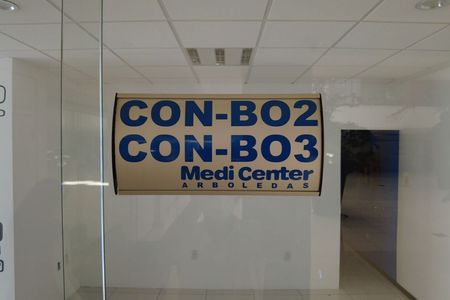 CON-BO2
CON-BO3
Medi Center
ARBOLEDAS